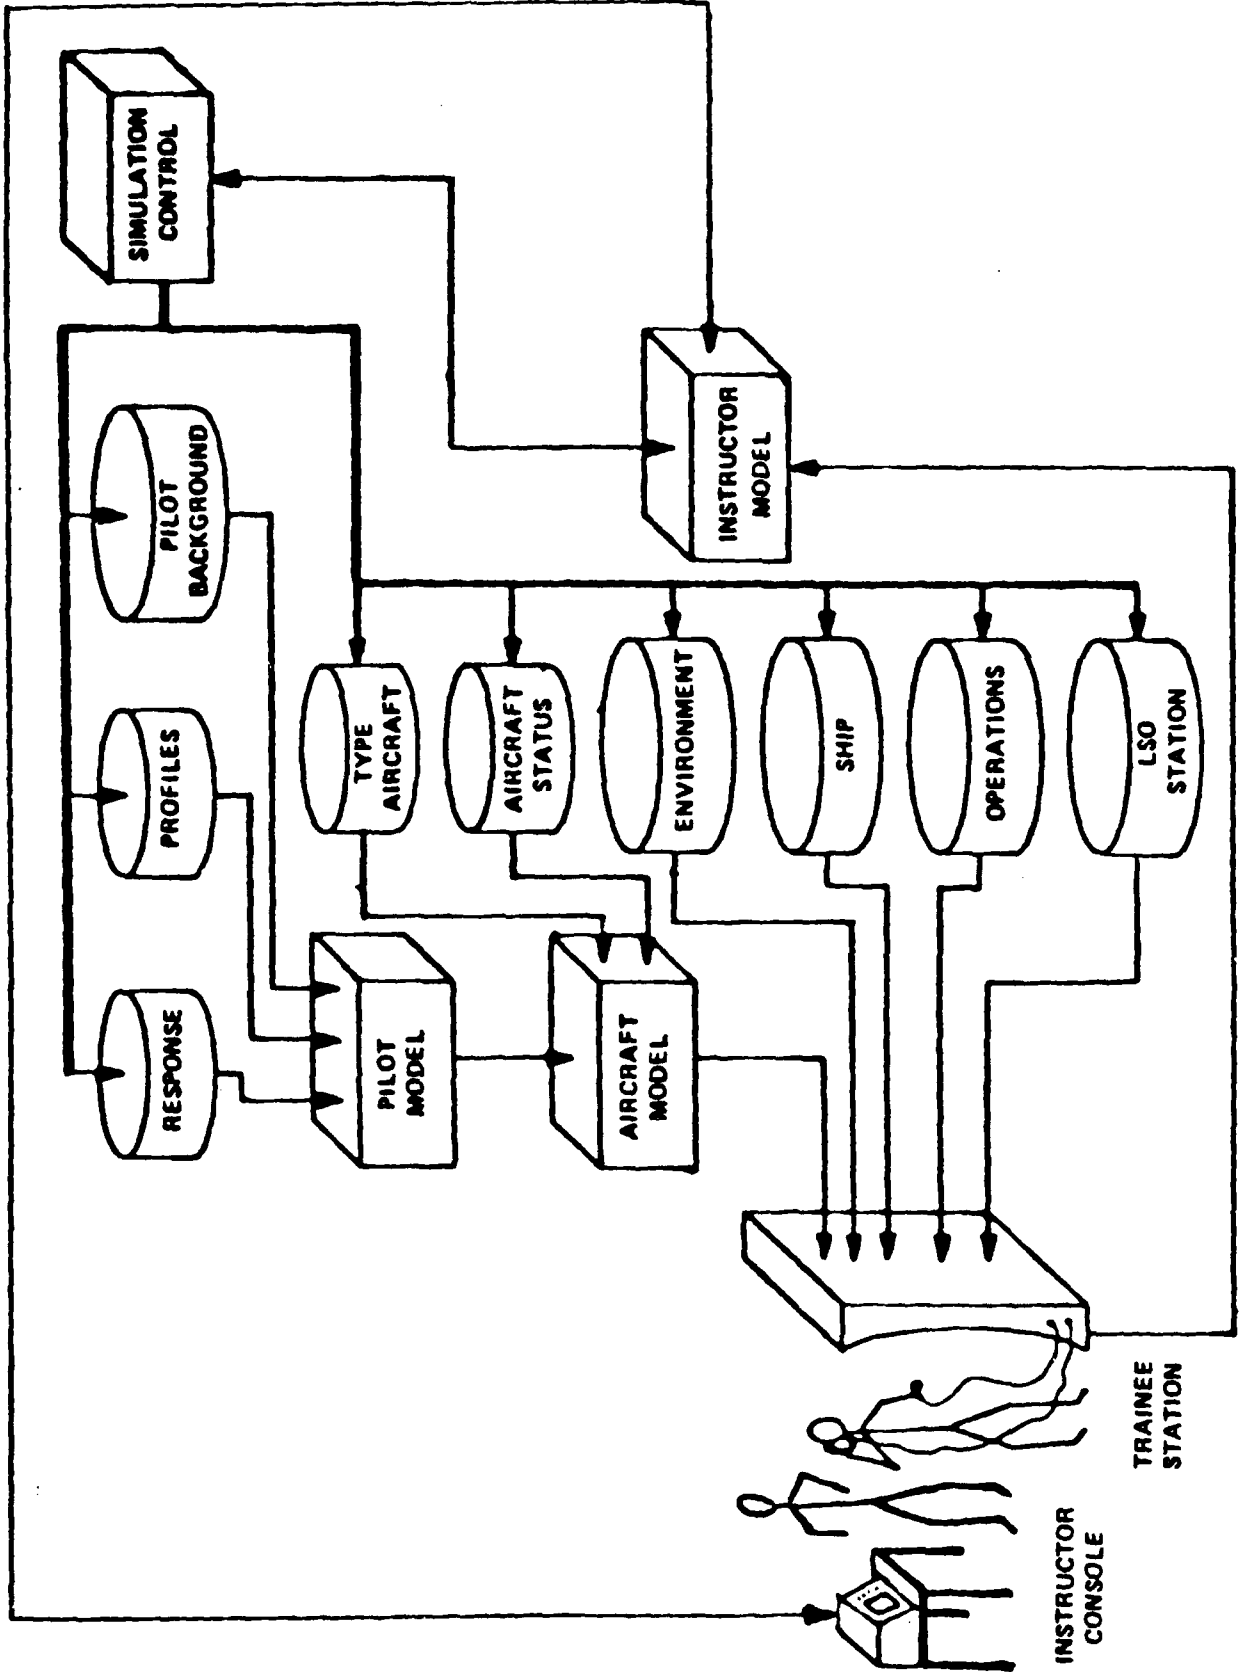 SIMULATION
CONTROL
PILOT
BACKGROUND
PROFILES
RESPONSE
PILOT
MODEL
TYPE
AIRCRAFT
AIRCRAFT
STATUS
AIRCRAFT
MODEL
ENVIRONMENT
SHIP
OPERATIONS
LSO
STATION
INSTRUCTOR
MODEL
INSTRUCTOR
CONSOLE
TRAINEE
STATION